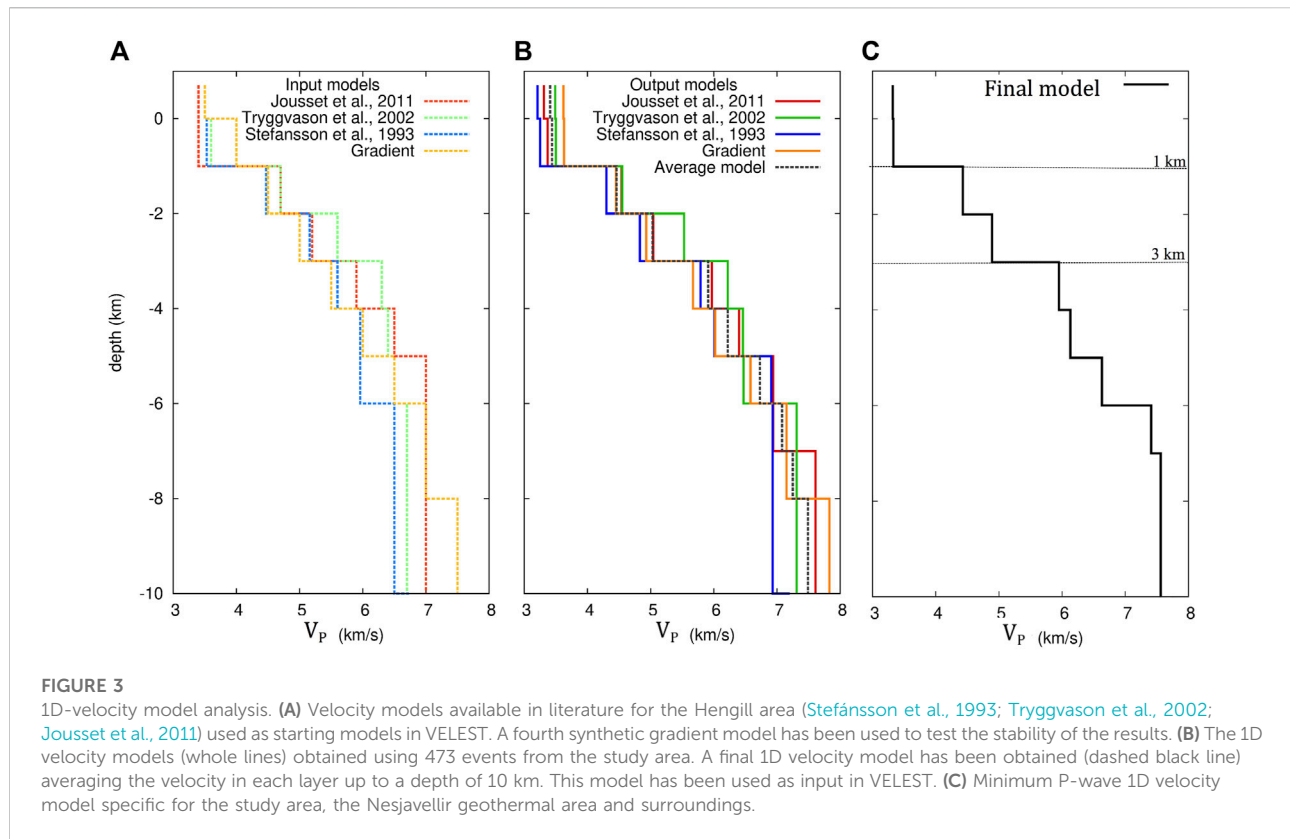 A
B
C
Input models
Jousset et al., 2011
Tryggvason et al., 2002
Stefansson et al., 1993
Gradient
Output models
Jousset et al., 2011
Tryggvason et al., 2002
Stefansson et al., 1993
Gradient
Average model
Final model
1 km
3 km
0
-2
-4
-6
-8
-10
depth (km)
3 4 5 6 7 8
V_P (km/s)
3 4 5 6 7 8
V_P (km/s)
3 4 5 6 7 8
V_P (km/s)
FIGURE 3
1D-velocity model analysis. (A) Velocity models available in literature for the Hengill area (Stefánsson et al., 1993; Tryggvason et al., 2002;
Jousset et al., 2011) used as starting models in VELEST. A fourth synthetic gradient model has been used to test the stability of the results. (B) The 1D
velocity models (whole lines) obtained using 473 events from the study area. A final 1D velocity model has been obtained (dashed black line)
averaging the velocity in each layer up to a depth of 10 km. This model has been used as input in VELEST. (C) Minimum P-wave 1D velocity
model specific for the study area, the Nesjavellir geothermal area and surroundings.